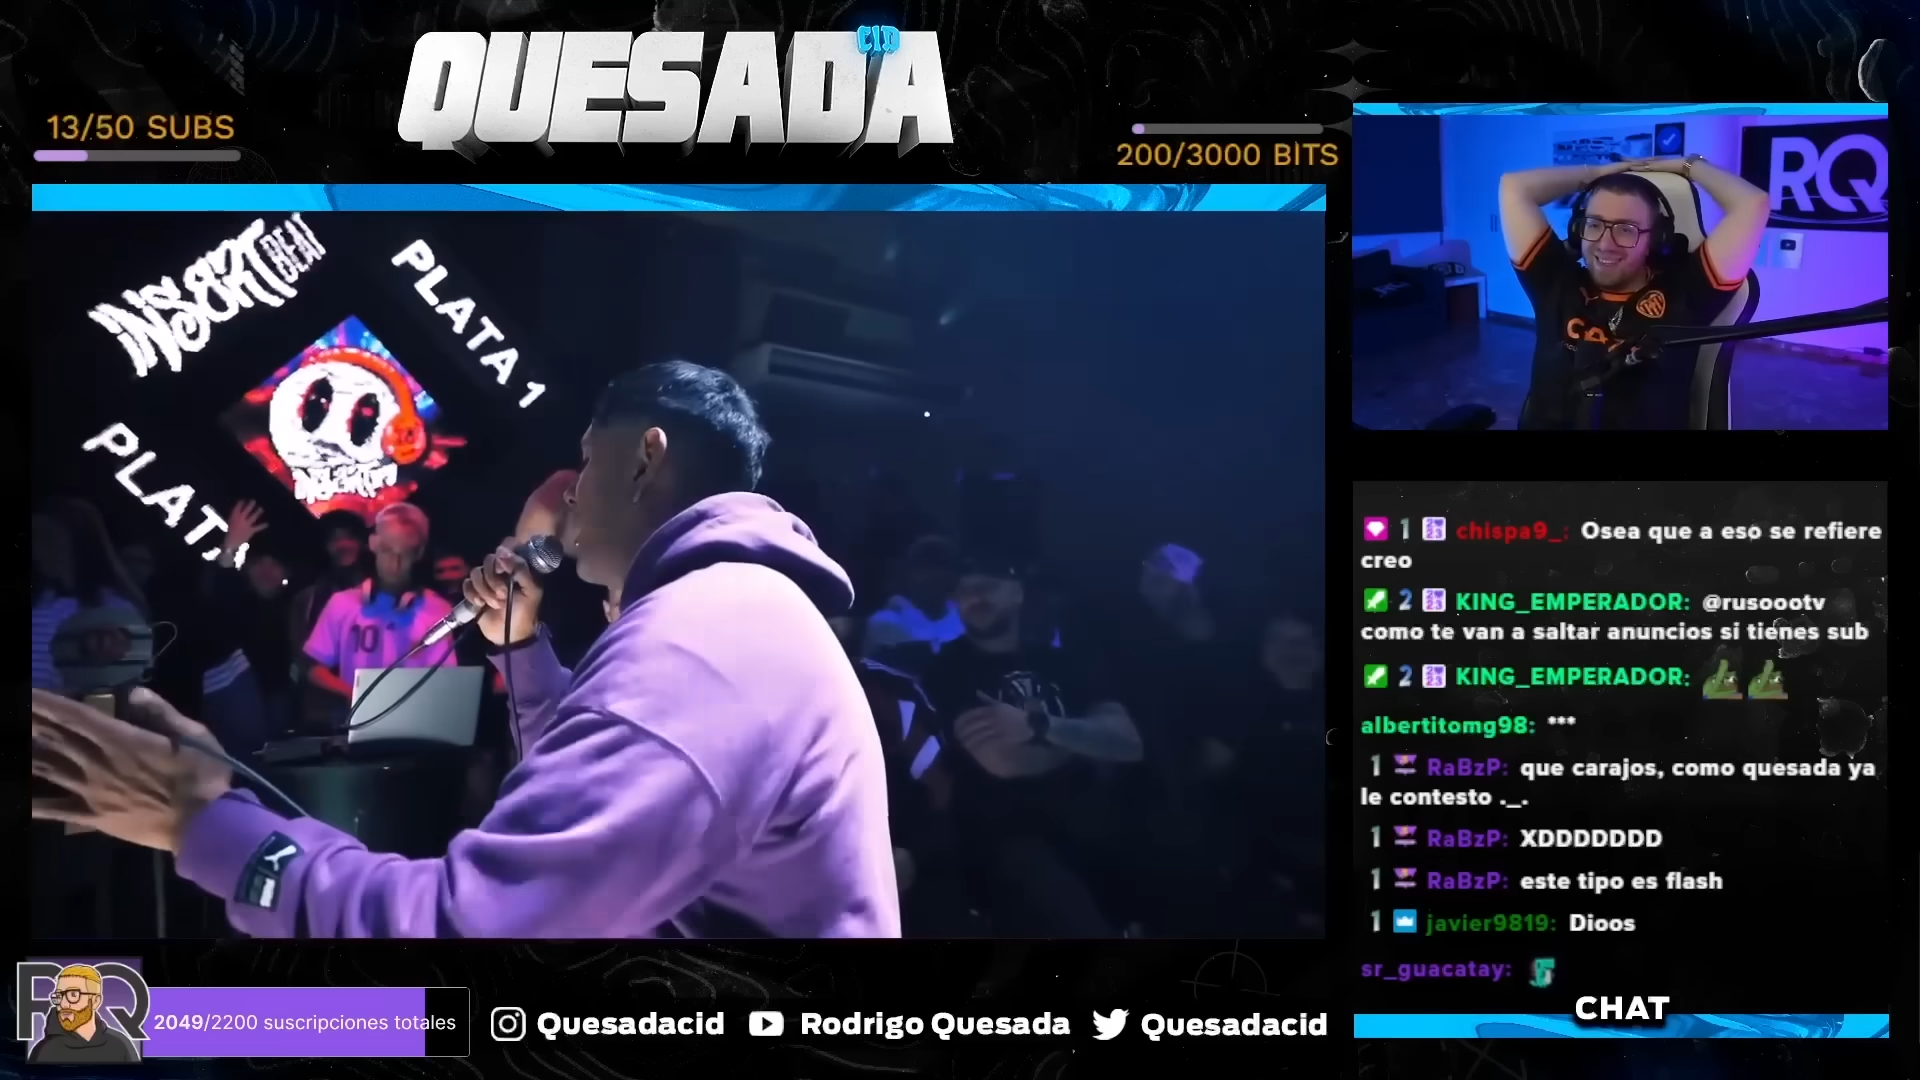 QUESADA
CID
13/50 SUBS
200/3000 BITS
RQ
INSERT BEAT
PLATA 1
PLATA
10
chispa9_: Osea que a eso se refiere
creo
KING_EMPERADOR: @rusoootv
como te van a saltar anuncios si tienes sub
KING_EMPERADOR:
albertitomg98: ***
1 RaBzP: que carajos, como quesada ya
le contesto ._.
1 RaBzP: XDDDDDDD
1 RaBzP: este tipo es flash
1 javier9819: Dioos
sr_guacatay:
CHAT
RQ
2049/2200 suscripciones totales
Quesadacid
Rodrigo Quesada
Quesadacid